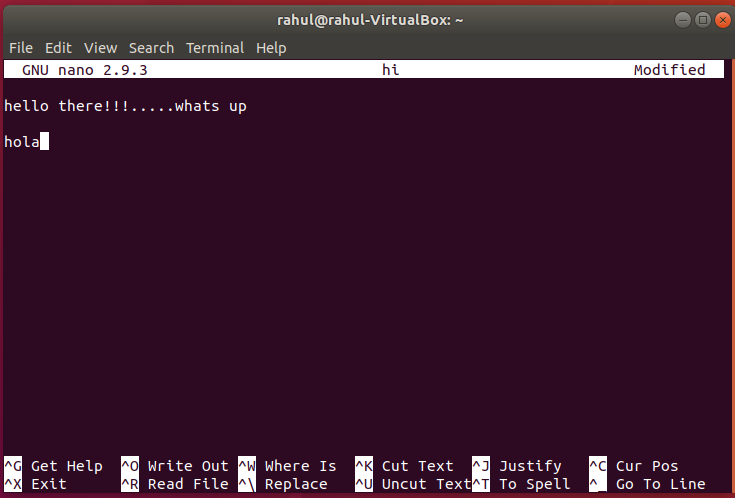 rahul@rahul-VirtualBox: ~
File Edit View Search Terminal Help
GNU nano 2.9.3 hi Modified
hello there!!!.....whats up
hola
^G Get Help ^O Write Out ^W Where Is ^K Cut Text ^J Justify ^C Cur Pos
^X Exit ^R Read File ^\ Replace ^U Uncut Text ^T To Spell ^_ Go To Line